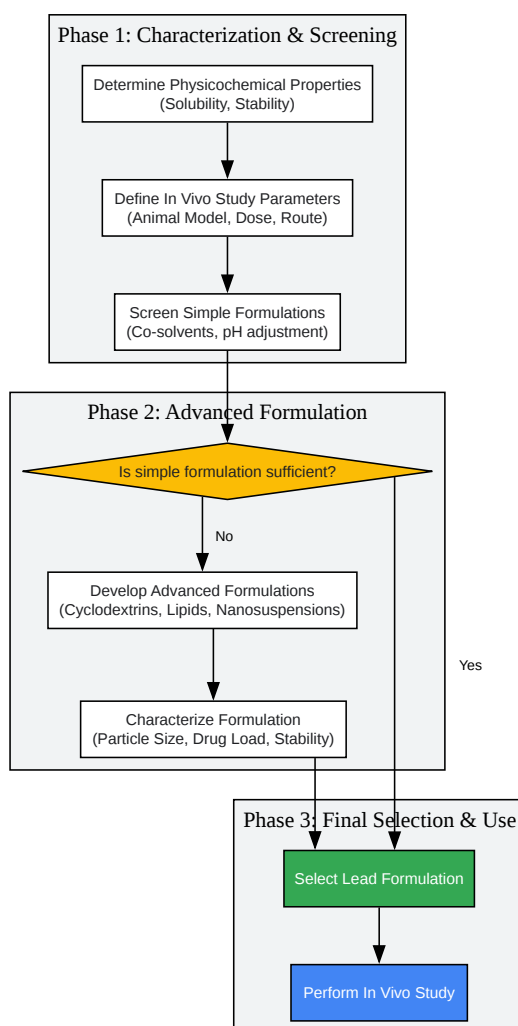 Phase 1: Characterization & Screening
Determine Physicochemical Properties
(Solubility, Stability)
Define In Vivo Study Parameters
(Animal Model, Dose, Route)
Screen Simple Formulations
(Co-solvents, pH adjustment)
Phase 2: Advanced Formulation
Is simple formulation sufficient?
No
Develop Advanced Formulations
(Cyclodextrins, Lipids, Nanosuspensions)
Yes
Characterize Formulation
(Particle Size, Drug Load, Stability)
Phase 3: Final Selection & Use
Select Lead Formulation
Perform In Vivo Study